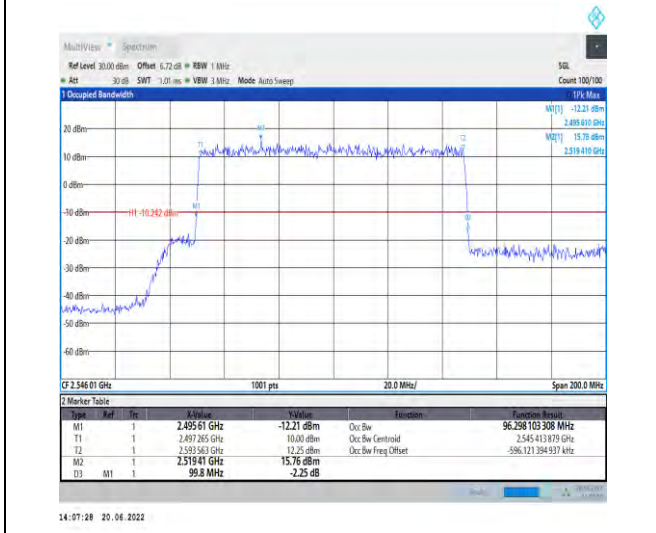 MultiView Spectrum
Ref Level 30.00 dBm Offset 6.72 dB RBW 1 MHz SGL
Att 30 dB SWT 1.01 ms VBW 3 MHz Mode Auto Sweep Count 100/100
1 Occupied Bandwidth 1Pk Max
M1[1] -12.21 dBm
2.495 610 GHz
20 dBm M2[1] 15.76 dBm
2.519 410 GHz
M2
T1
10 dBm
0 dBm
M1
-10 dBm H1 -10.242 dBm
-20 dBm
-30 dBm
-40 dBm
-50 dBm
-60 dBm
CF 2.546 01 GHz 1001 pts 20.0 MHz/ Span 200.0 MHz
2 Marker Table
Type Ref Trc X-Value Y-Value Function Function Result
M1 1 2.495 61 GHz -12.21 dBm Occ Bw 96.298 103 308 MHz
T1 1 2.497 265 GHz 10.00 dBm Occ Bw Centroid 2.545 413 879 GHz
T2 1 2.593 563 GHz 12.25 dBm Occ Bw Freq Offset -596.121 394 937 kHz
M2 1 2.519 41 GHz 15.76 dBm
D3 M1 1 99.8 MHz -2.25 dB
14:07:28 20.06.2022